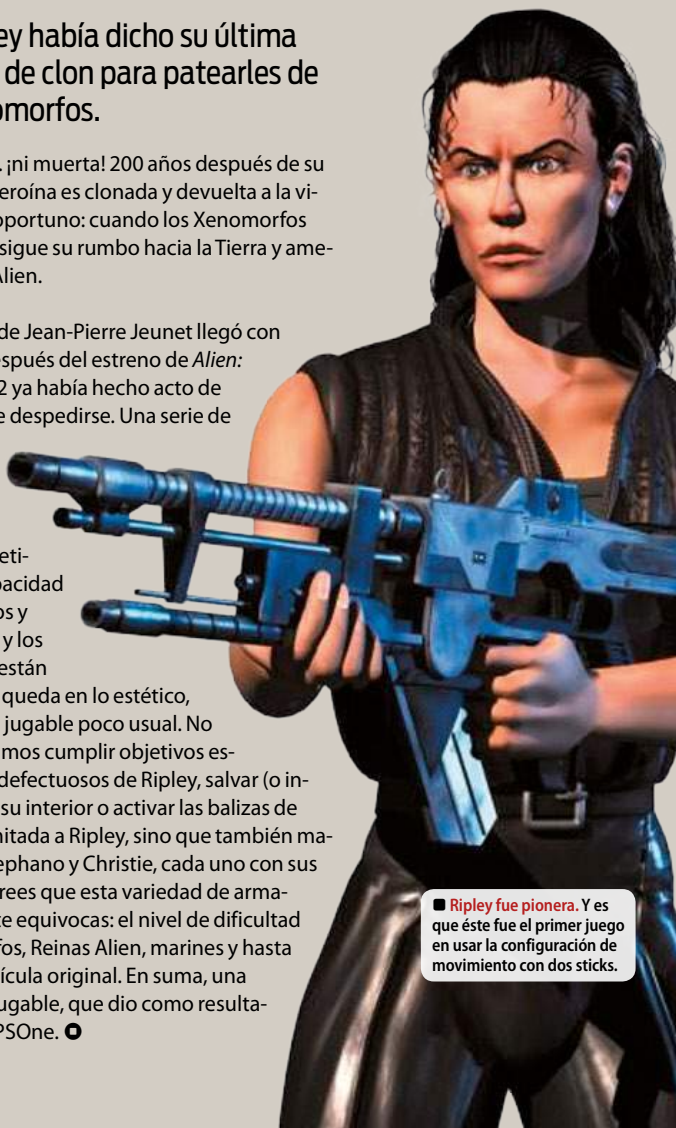 ey había dicho su última
de clon para patearles de
omorfos.
. ¡ni muerta! 200 años después de su
eroína es clonada y devuelta a la vi-
oportuno: cuando los Xenomorfos
sigue su rumbo hacia la Tierra y ame-
Alien.
de Jean-Pierre Jeunet llegó con
espués del estreno de Alien:
2 ya había hecho acto de
e despedirse. Una serie de
eti-
pacidad
os y
y los
están
queda en lo estético,
jugable poco usual. No
mos cumplir objetivos es-
defectuosos de Ripley, salvar (o in-
su interior o activar las balizas de
mitada a Ripley, sino que también ma-
ephano y Christie, cada uno con sus
rees que esta variedad de arma-
te equivocas: el nivel de dificultad
fos, Reinas Alien, marines y hasta
ícula original. En suma, una
ugable, que dio como resulta-
PSOne.
Ripley fue pionera. Y es
que éste fue el primer juego
en usar la configuración de
movimiento con dos sticks.